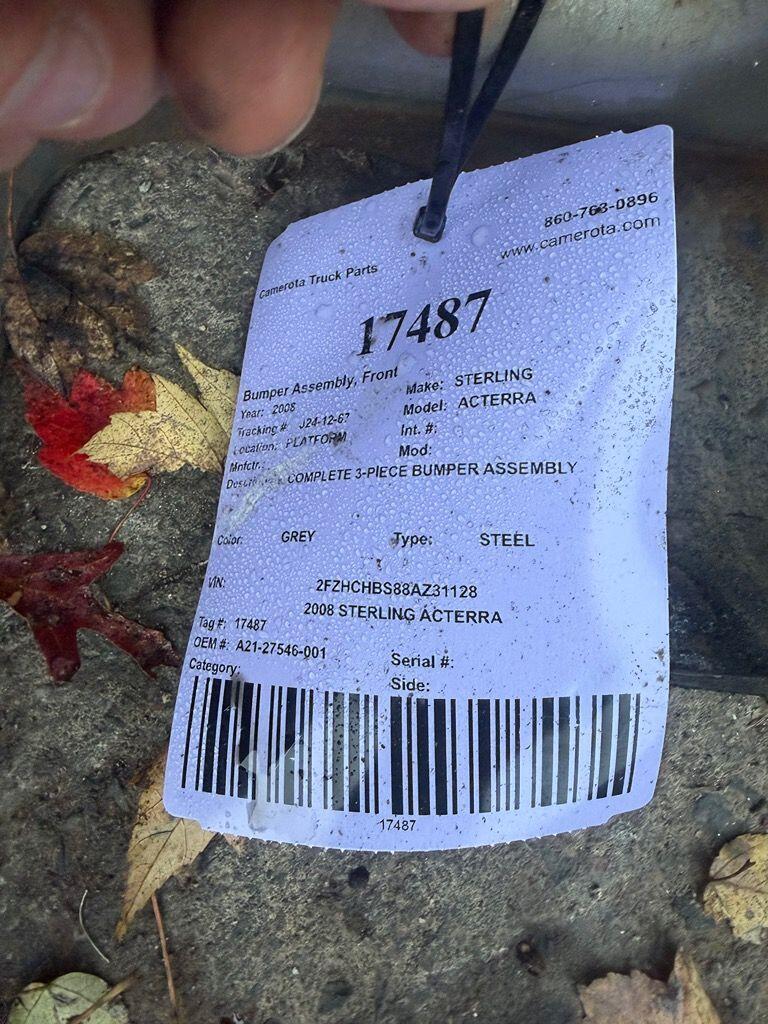 860-763-0896
www.camerota.com
Camerota Truck Parts
17487
Bumper Assembly, Front
Year: 2008
Make: STERLING
Tracking # J24-12-67
Model: ACTERRA
Location: PLATFORM
Int. #:
Mnfctr.:
Mod:
COMPLETE 3-PIECE BUMPER ASSEMBLY
Color: GREY Type: STEEL
VIN: 2FZHCHBS88AZ31128
2008 STERLING ACTERRA
Tag #: 17487
OEM #: A21-27546-001
Serial #:
Category:
Side:
17487